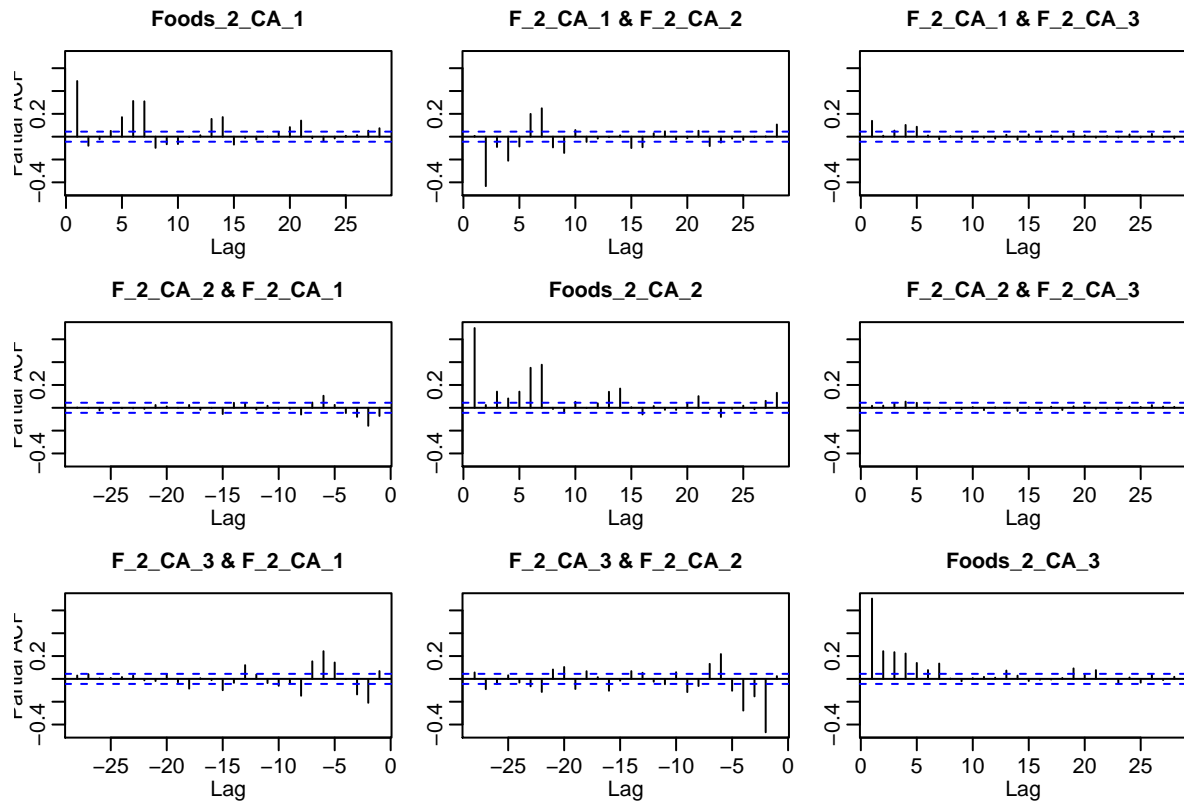 Foods_2_CA_1
F_2_CA_1 & F_2_CA_2
F_2_CA_1 & F_2_CA_3
Partial ACF
−0.4 0.2
0 5 10 15 20 25
Lag
−0.4 0.2
0 5 10 15 20 25
Lag
−0.4 0.2
0 5 10 15 20 25
Lag
F_2_CA_2 & F_2_CA_1
Foods_2_CA_2
F_2_CA_2 & F_2_CA_3
Partial ACF
−0.4 0.2
−25 −20 −15 −10 −5 0
Lag
−0.4 0.2
0 5 10 15 20 25
Lag
−0.4 0.2
0 5 10 15 20 25
Lag
F_2_CA_3 & F_2_CA_1
F_2_CA_3 & F_2_CA_2
Foods_2_CA_3
Partial ACF
−0.4 0.2
−25 −20 −15 −10 −5 0
Lag
−0.4 0.2
−25 −20 −15 −10 −5 0
Lag
−0.4 0.2
0 5 10 15 20 25
Lag